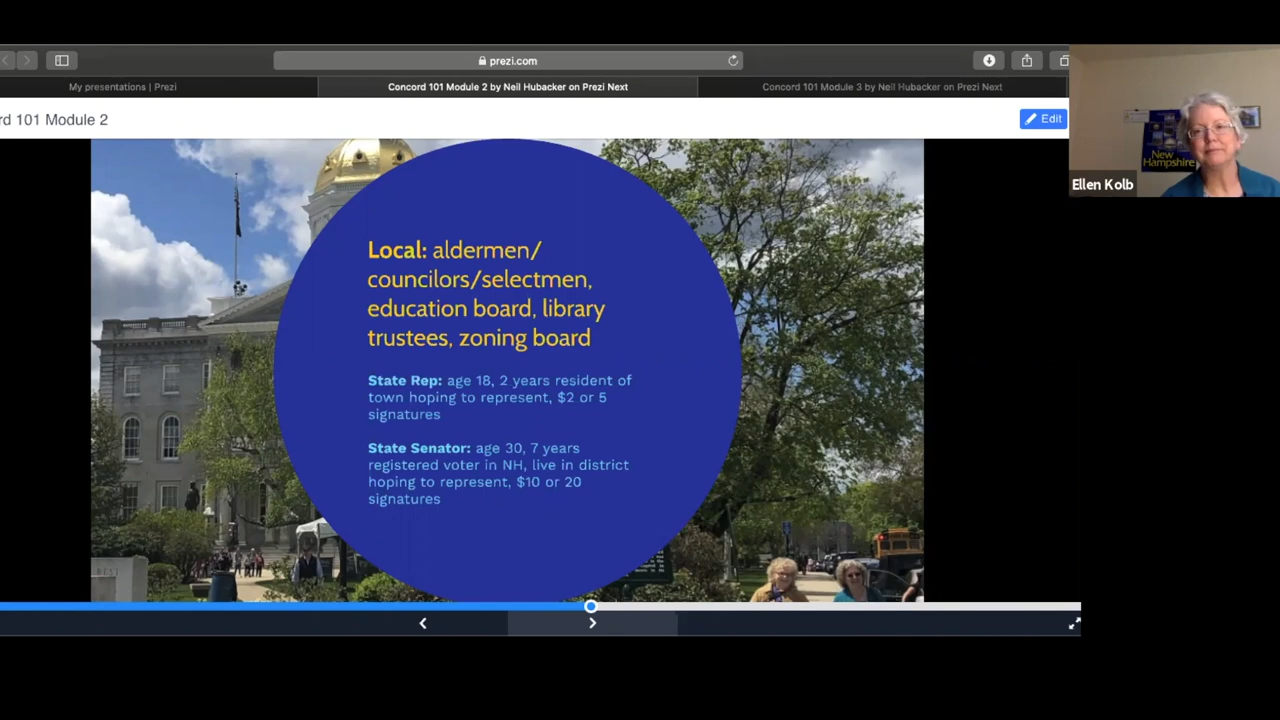 prezi.com
My presentations | Prezi
Concord 101 Module 2 by Neil Hubacker on Prezi Next
Concord 101 Module 3 by Neil Hubacker on Prezi Next
rd 101 Module 2
Edit
New
Hampshire
Ellen Kolb
Local: aldermen/
councilors/selectmen,
education board, library
trustees, zoning board
State Rep: age 18, 2 years resident of
town hoping to represent, $2 or 5
signatures
State Senator: age 30, 7 years
registered voter in NH, live in district
hoping to represent, $10 or 20
signatures